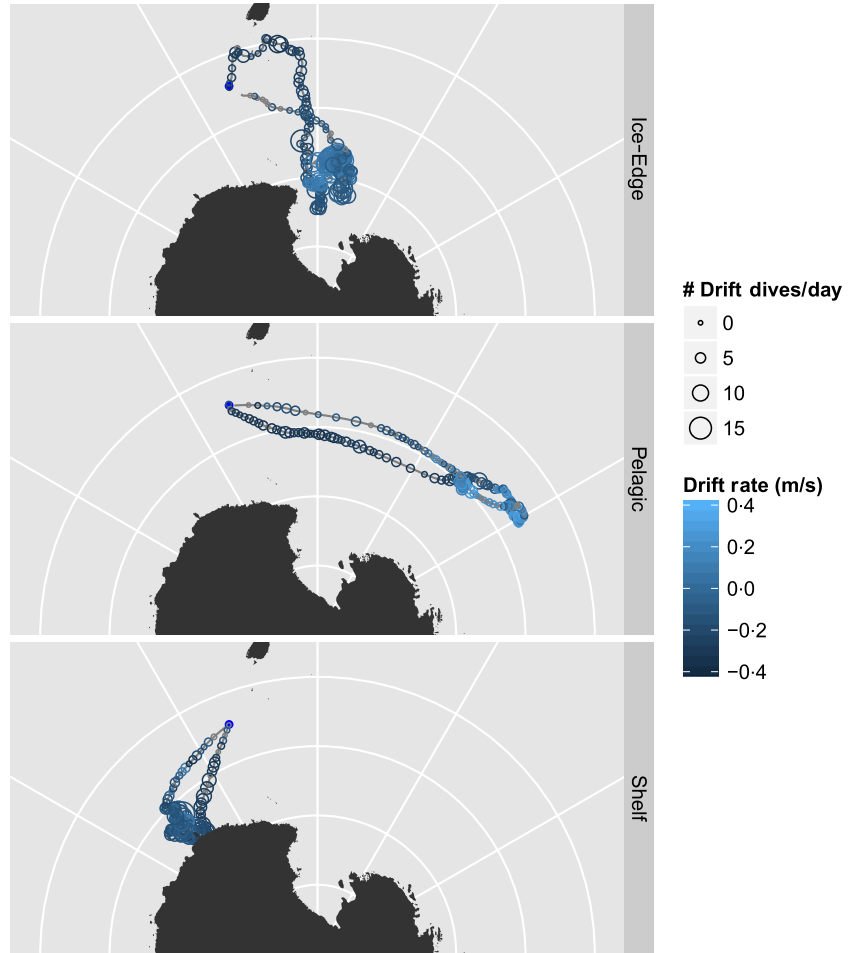 Ice−Edge
Pelagic
Shelf
# Drift dives/day
0
5
10
15
Drift rate (m/s)
0·4
0·2
0·0
−0·2
−0·4